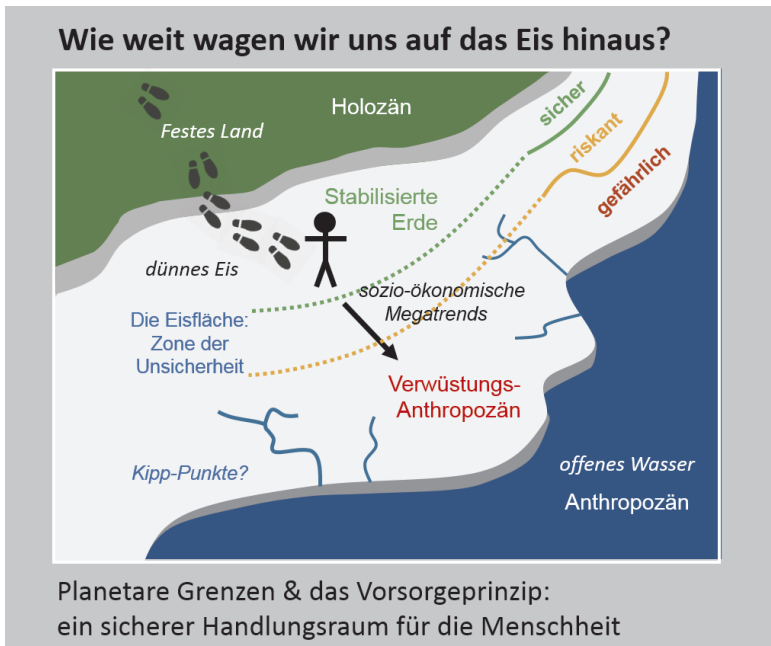 Wie weit wagen wir uns auf das Eis hinaus?
Holozän
Festes Land
sicher
riskant
gefährlich
Stabilisierte
Erde
dünnes Eis
sozio-ökonomische
Megatrends
Die Eisfläche:
Zone der
Unsicherheit
Verwüstungs-
Anthropozän
Kipp-Punkte?
offenes Wasser
Anthropozän
Planetare Grenzen & das Vorsorgeprinzip:
ein sicherer Handlungsraum für die Menschheit